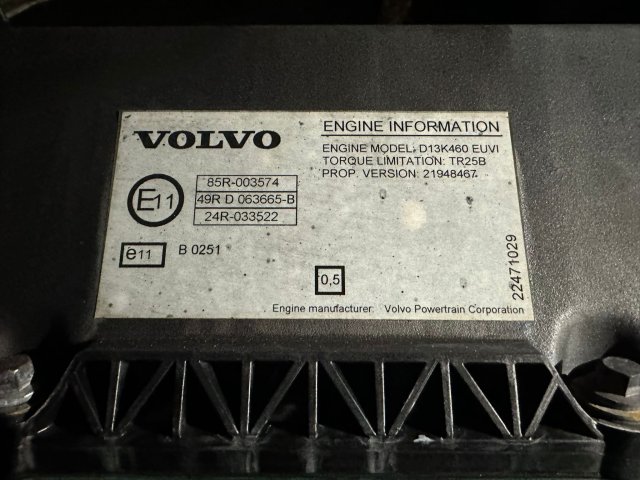 VOLVO
ENGINE INFORMATION
ENGINE MODEL: D13K460 EUVI
TORQUE LIMITATION: TR25B
PROP. VERSION: 21948467
E11
85R-003574
49R D 063665-B
24R-033522
e11 B 0251
0,5
22471029
Engine manufacturer: Volvo Powertrain Corporation